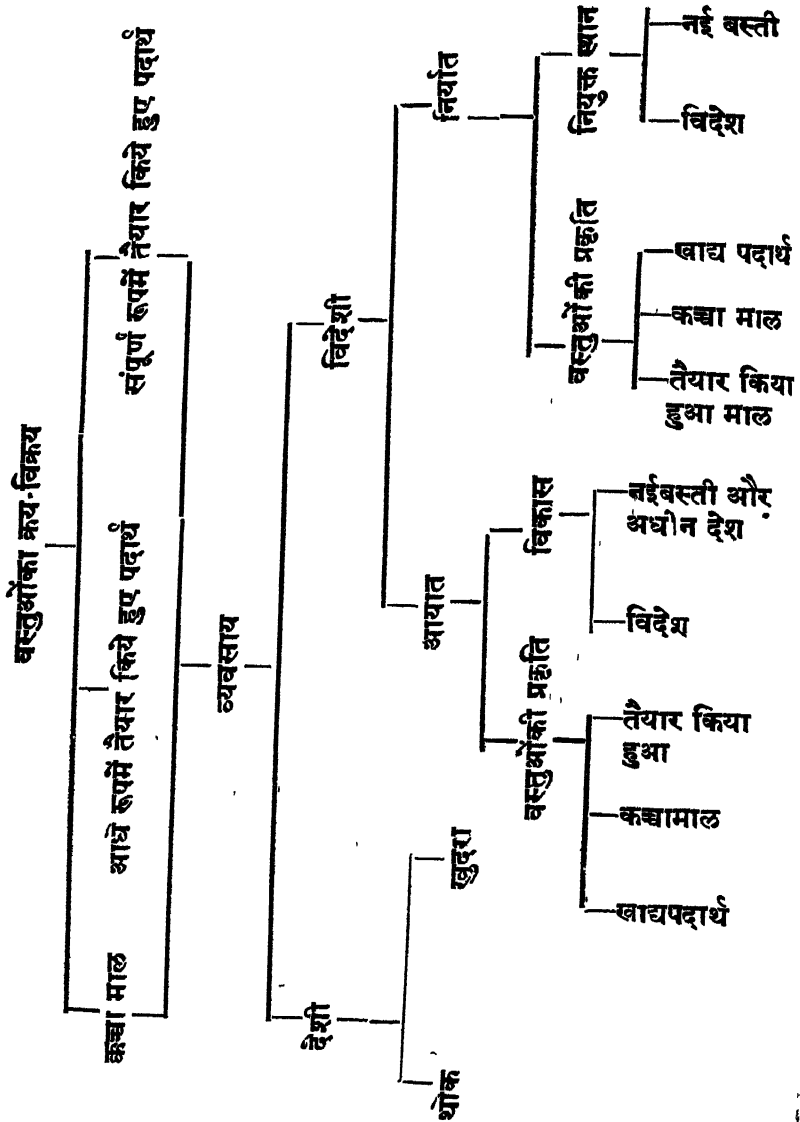 वस्तुओंका क्रय-विक्रय
कच्चा माल
आधे रूपमें तैयार किये हुए पदार्थ
संपूर्ण रूपमें तैयार किये हुए पदार्थ
व्यवसाय
देशी
विदेशी
थोक
खुदरा
आयात
निर्यात
वस्तुओंकी प्रकृति
विकास
वस्तुओंकी प्रकृति
नियुक्त स्थान
खाद्यपदार्थ
कच्चामाल
तैयार किया
हुआ
विदेश
नईबस्ती और
अधीन देश
तैयार किया
हुआ माल
कच्चा माल
खाद्य पदार्थ
विदेश
नई बस्ती